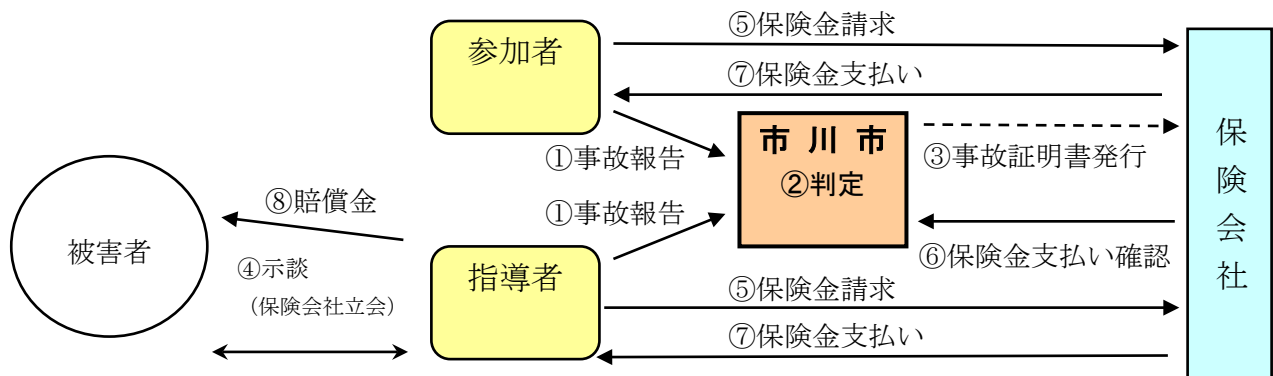 ⑤保険金請求
参加者
⑦保険金支払い
市川市
②判定
③事故証明書発行
①事故報告
⑧賠償金
①事故報告
被害者
④示談
(保険会社立会)
指導者
⑥保険金支払い確認
⑤保険金請求
⑦保険金支払い
保険会社